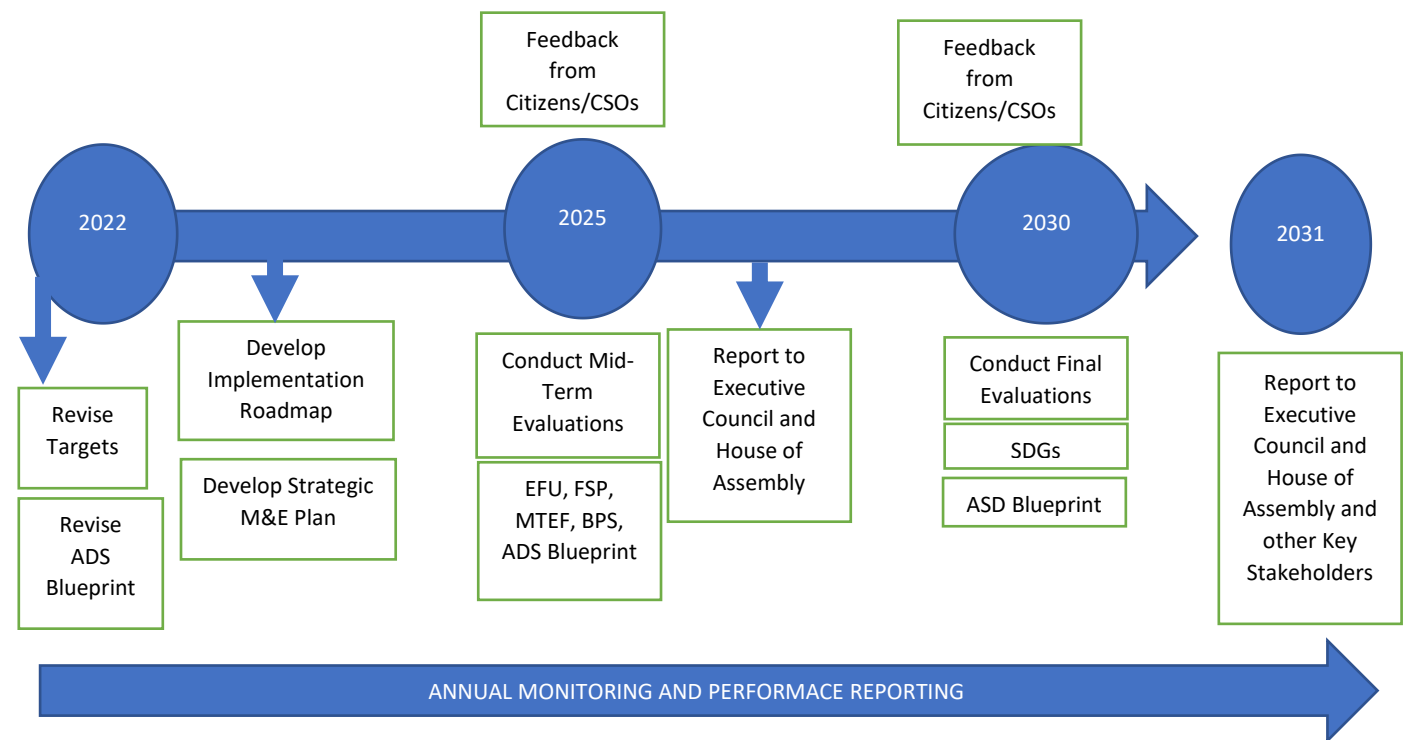 Feedback
from
Citizens/CSOs
Feedback
from
Citizens/CSOs
2022
2025
2030
2031
Revise
Targets
Revise
ADS
Blueprint
Develop
Implementation
Roadmap
Develop Strategic
M&E Plan
Conduct Mid-
Term
Evaluations
EFU, FSP,
MTEF, BPS,
ADS Blueprint
Report to
Executive
Council and
House of
Assembly
Conduct Final
Evaluations
SDGs
ASD Blueprint
Report to
Executive
Council and
House of
Assembly and
other Key
Stakeholders
ANNUAL MONITORING AND PERFORMACE REPORTING